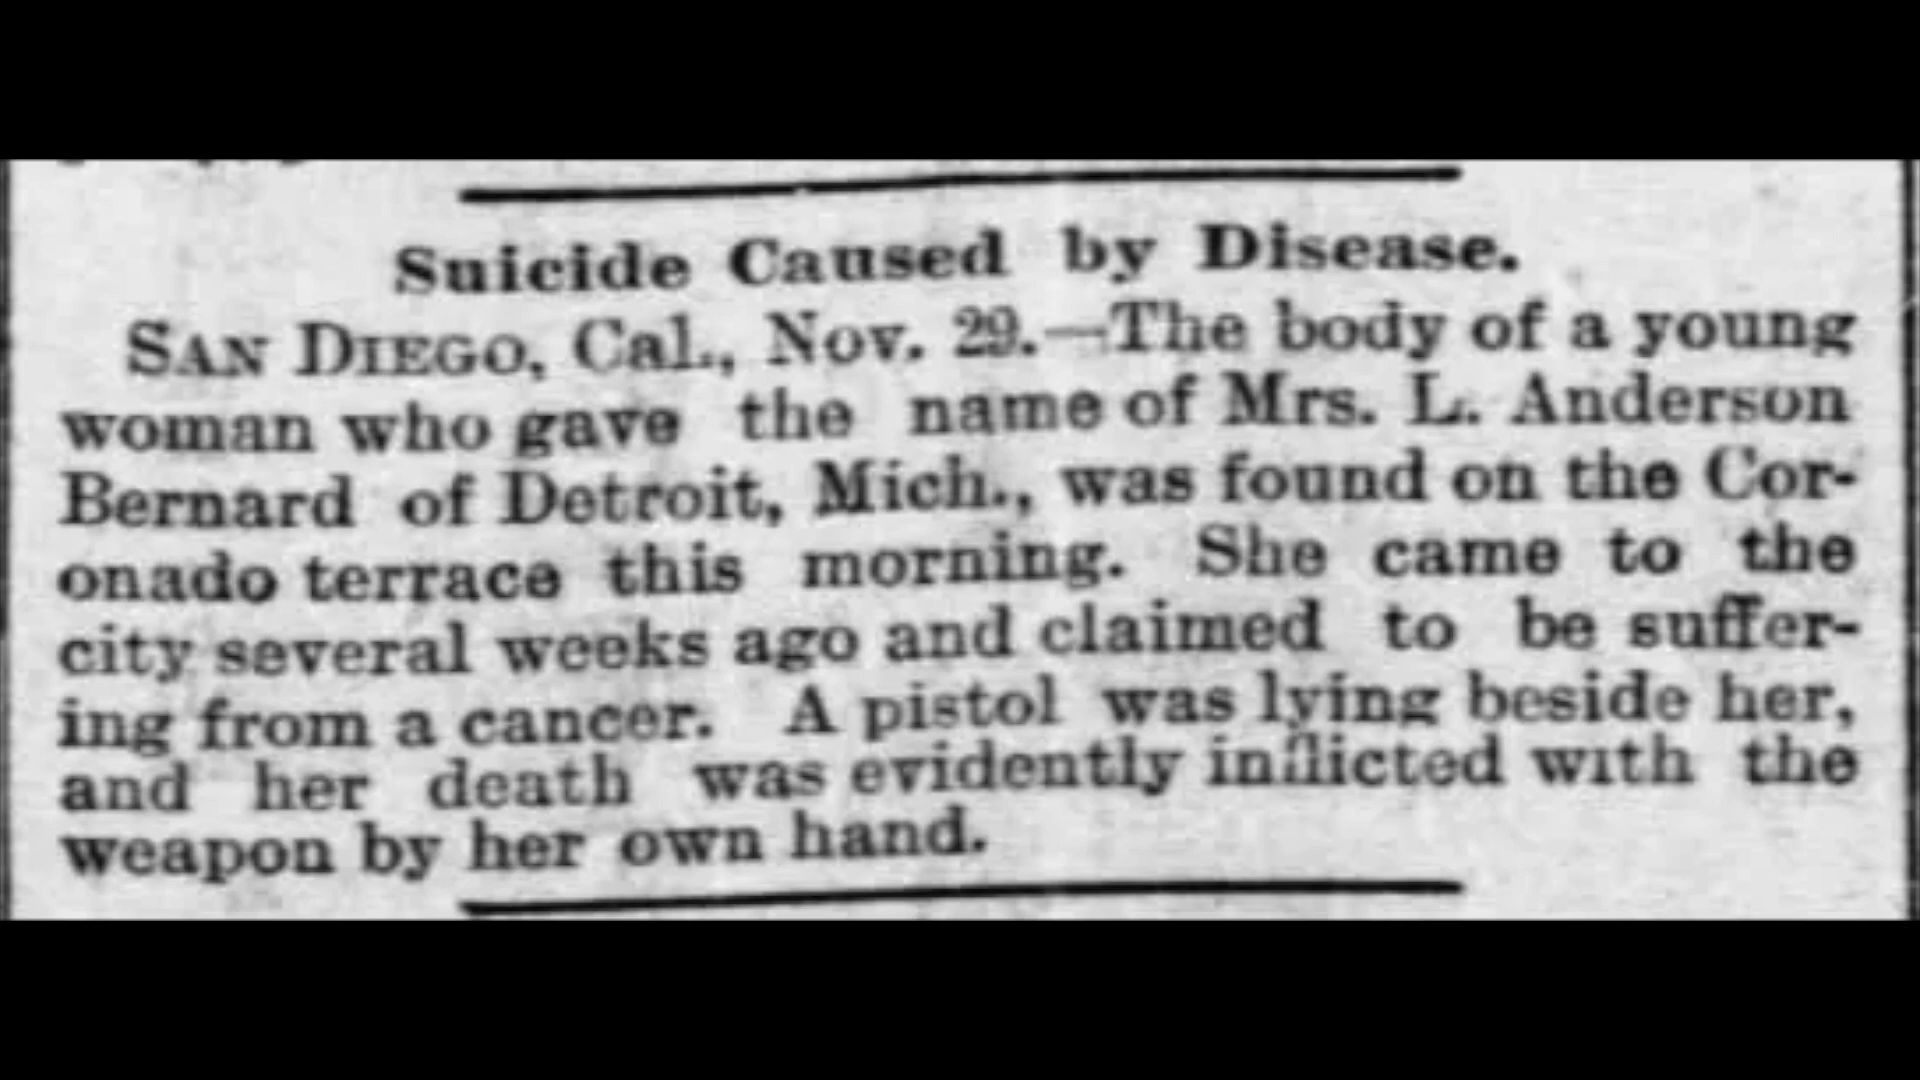 Suicide Caused by Disease.
SAN DIEGO, Cal., Nov. 29.—The body of a young
woman who gave the name of Mrs. L. Anderson
Bernard of Detroit, Mich., was found on the Cor-
onado terrace this morning. She came to the
city several weeks ago and claimed to be suffer-
ing from a cancer. A pistol was lying beside her,
and her death was evidently inflicted with the
weapon by her own hand.